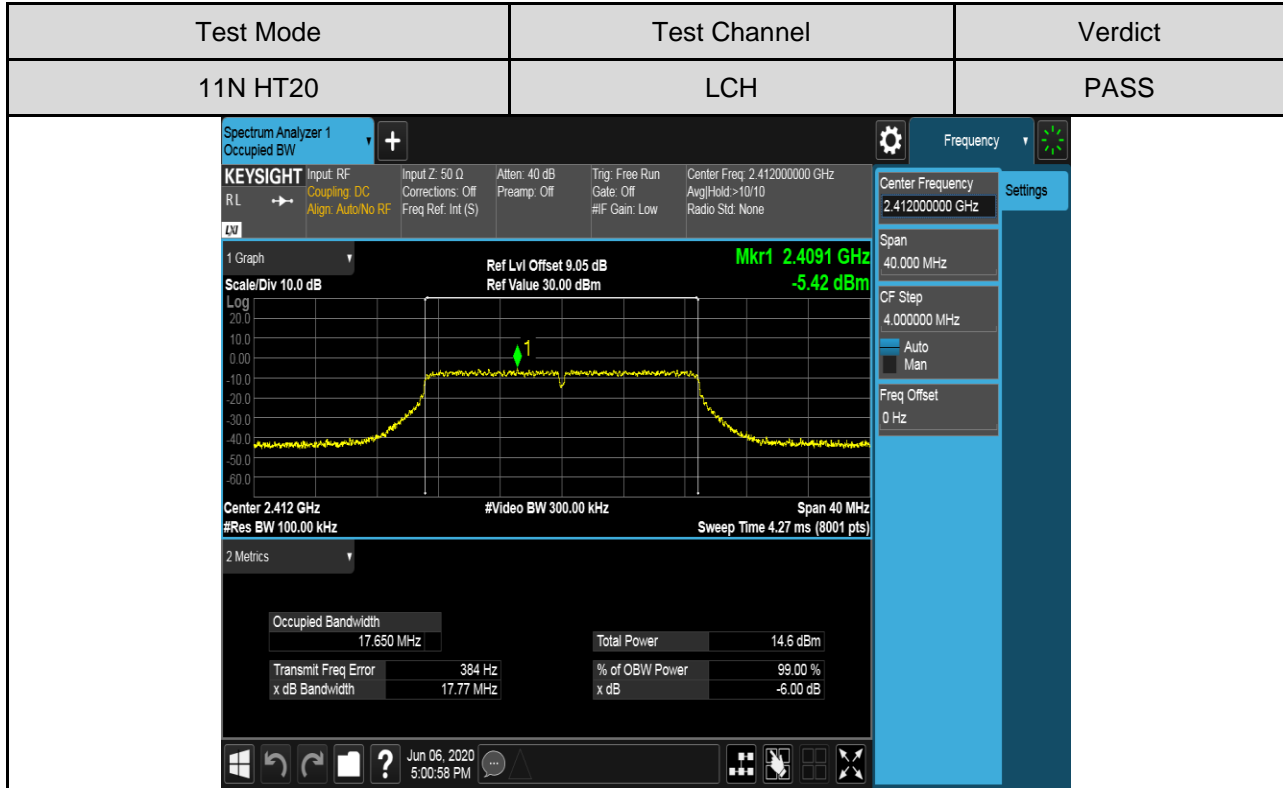 Test Mode
Test Channel
Verdict
11N HT20
LCH
PASS
Spectrum Analyzer 1
Occupied BW
+
Frequency
KEYSIGHT
RL
LXI
Input: RF
Coupling: DC
Align: Auto/No RF
Input Z: 50 Ω
Corrections: Off
Freq Ref: Int (S)
Atten: 40 dB
Preamp: Off
Trig: Free Run
Gate: Off
#IF Gain: Low
Center Freq: 2.412000000 GHz
Avg|Hold:>10/10
Radio Std: None
Center Frequency
2.412000000 GHz
Settings
Span
40.000 MHz
CF Step
4.000000 MHz
Auto
Man
Freq Offset
0 Hz
1 Graph
Scale/Div 10.0 dB
Ref Lvl Offset 9.05 dB
Ref Value 30.00 dBm
Mkr1 2.4091 GHz
-5.42 dBm
Log
20.0
10.0
0.00
-10.0
-20.0
-30.0
-40.0
-50.0
-60.0
1
Center 2.412 GHz
#Video BW 300.00 kHz
Span 40 MHz
#Res BW 100.00 kHz
Sweep Time 4.27 ms (8001 pts)
2 Metrics
Occupied Bandwidth
17.650 MHz
Total Power 14.6 dBm
Transmit Freq Error 384 Hz
% of OBW Power 99.00 %
x dB Bandwidth 17.77 MHz
x dB -6.00 dB
?
Jun 06, 2020
5:00:58 PM